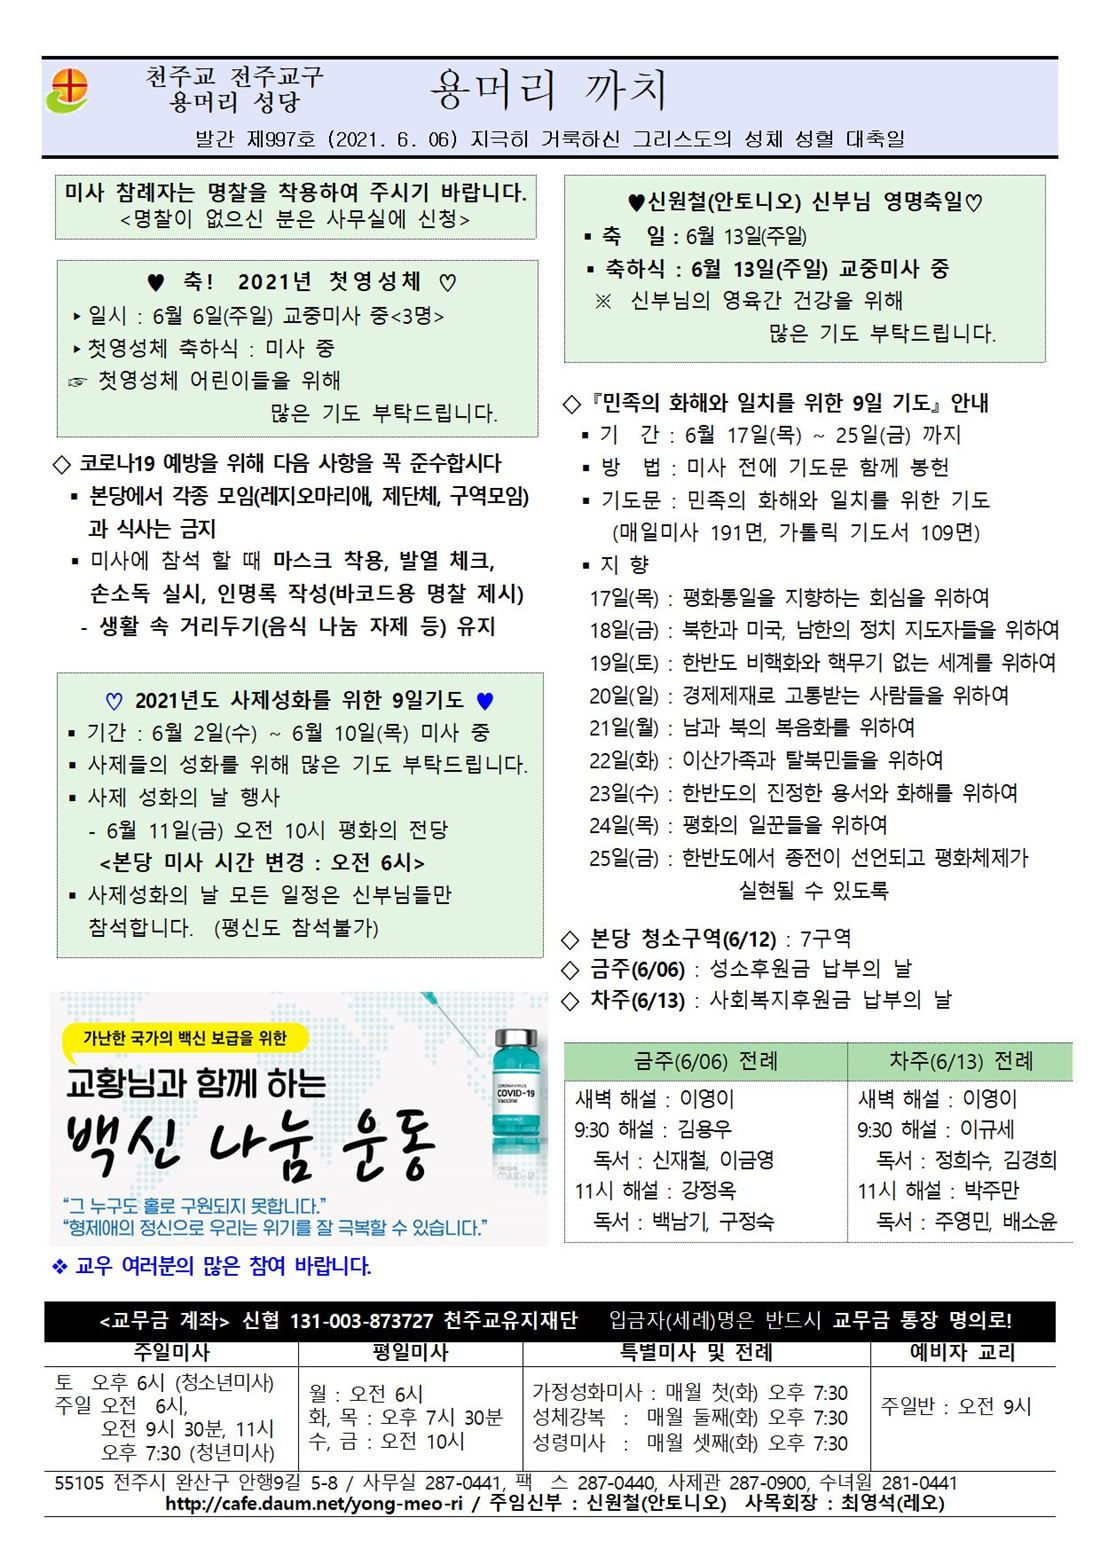 천주교 전주교구
용머리 성당
용머리 까치
발간 제997호 (2021. 6. 06) 지극히 거룩하신 그리스도의 성체 성혈 대축일
미사 참례자는 명찰을 착용하여 주시기 바랍니다.
<명찰이 없으신 분은 사무실에 신청>
♥ 축! 2021년 첫영성체 ♡
▸일시 : 6월 6일(주일) 교중미사 중<3명>
▸첫영성체 축하식 : 미사 중
☞ 첫영성체 어린이들을 위해
많은 기도 부탁드립니다.
◇ 코로나19 예방을 위해 다음 사항을 꼭 준수합시다
▪ 본당에서 각종 모임(레지오마리애, 제단체, 구역모임)
과 식사는 금지
▪ 미사에 참석 할 때 마스크 착용, 발열 체크,
손소독 실시, 인명록 작성(바코드용 명찰 제시)
- 생활 속 거리두기(음식 나눔 자제 등) 유지
♡ 2021년도 사제성화를 위한 9일기도 ♥
▪ 기간 : 6월 2일(수) ~ 6월 10일(목) 미사 중
▪ 사제들의 성화를 위해 많은 기도 부탁드립니다.
▪ 사제 성화의 날 행사
- 6월 11일(금) 오전 10시 평화의 전당
<본당 미사 시간 변경 : 오전 6시>
▪ 사제성화의 날 모든 일정은 신부님들만
참석합니다. (평신도 참석불가)
가난한 국가의 백신 보급을 위한
교황님과 함께 하는
백신 나눔 운동
CORONAVIRUS
COVID-19
Vaccine
INJECTION ONLY
“그 누구도 홀로 구원되지 못합니다.”
“형제애의 정신으로 우리는 위기를 잘 극복할 수 있습니다.”
❖ 교우 여러분의 많은 참여 바랍니다.
♥신원철(안토니오) 신부님 영명축일♡
▪ 축 일 : 6월 13일(주일)
▪ 축하식 : 6월 13일(주일) 교중미사 중
※ 신부님의 영육간 건강을 위해
많은 기도 부탁드립니다.
◇ 『민족의 화해와 일치를 위한 9일 기도』 안내
▪ 기 간 : 6월 17일(목) ~ 25일(금) 까지
▪ 방 법 : 미사 전에 기도문 함께 봉헌
▪ 기도문 : 민족의 화해와 일치를 위한 기도
(매일미사 191면, 가톨릭 기도서 109면)
▪ 지 향
17일(목) : 평화통일을 지향하는 회심을 위하여
18일(금) : 북한과 미국, 남한의 정치 지도자들을 위하여
19일(토) : 한반도 비핵화와 핵무기 없는 세계를 위하여
20일(일) : 경제제재로 고통받는 사람들을 위하여
21일(월) : 남과 북의 복음화를 위하여
22일(화) : 이산가족과 탈북민들을 위하여
23일(수) : 한반도의 진정한 용서와 화해를 위하여
24일(목) : 평화의 일꾼들을 위하여
25일(금) : 한반도에서 종전이 선언되고 평화체제가
실현될 수 있도록
◇ 본당 청소구역(6/12) : 7구역
◇ 금주(6/06) : 성소후원금 납부의 날
◇ 차주(6/13) : 사회복지후원금 납부의 날
금주(6/06) 전례
새벽 해설 : 이영이
9:30 해설 : 김용우
독서 : 신재철, 이금영
11시 해설 : 강정옥
독서 : 백남기, 구정숙
차주(6/13) 전례
새벽 해설 : 이영이
9:30 해설 : 이규세
독서 : 정희수, 김경희
11시 해설 : 박주만
독서 : 주영민, 배소윤
<교무금 계좌> 신협 131-003-873727 천주교유지재단 입금자(세례)명은 반드시 교무금 통장 명의로!
주일미사
토 오후 6시 (청소년미사)
주일 오전 6시,
오전 9시 30분, 11시
오후 7:30 (청년미사)
평일미사
월 : 오전 6시
화, 목 : 오후 7시 30분
수, 금 : 오전 10시
특별미사 및 전례
가정성화미사 : 매월 첫(화) 오후 7:30
성체강복 : 매월 둘째(화) 오후 7:30
성령미사 : 매월 셋째(화) 오후 7:30
예비자 교리
주일반 : 오전 9시
55105 전주시 완산구 안행9길 5-8 / 사무실 287-0441, 팩 스 287-0440, 사제관 287-0900, 수녀원 281-0441
http://cafe.daum.net/yong-meo-ri / 주임신부 : 신원철(안토니오) 사목회장 : 최영석(레오)